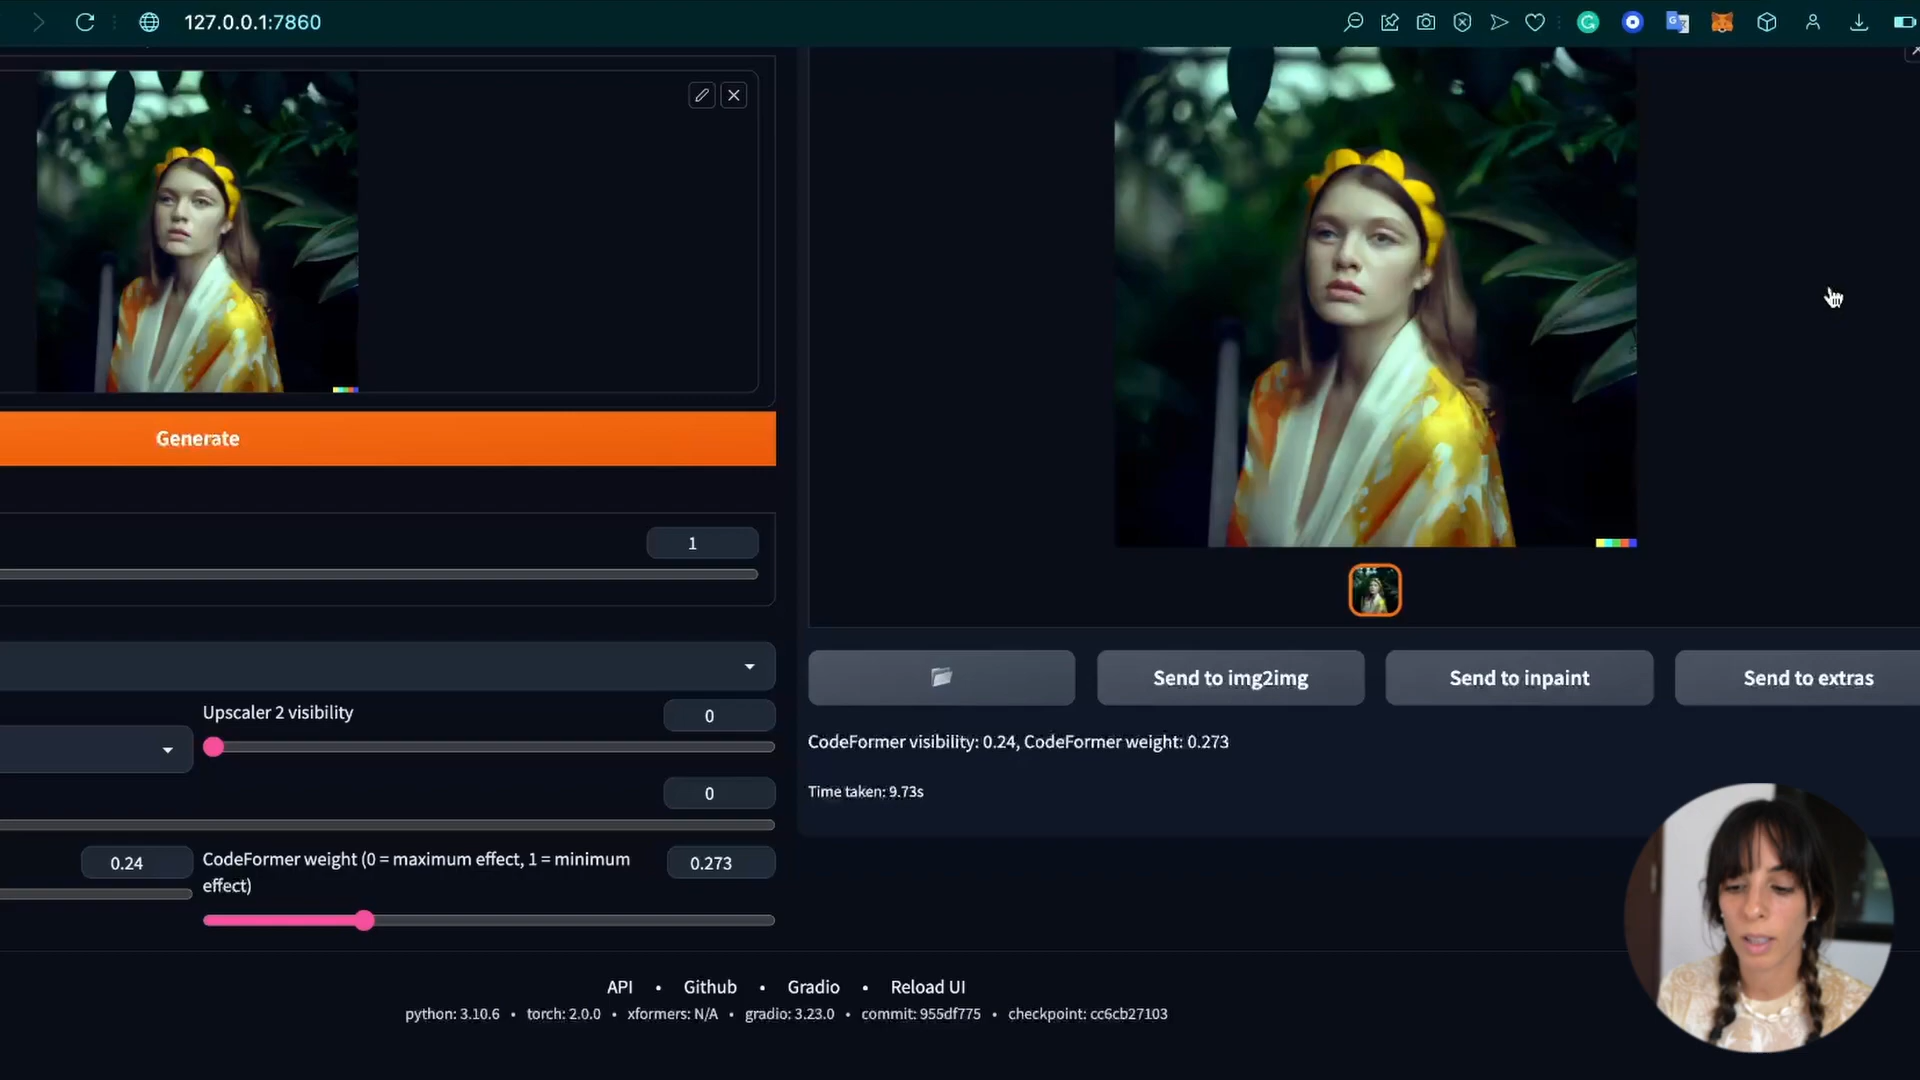 127.0.0.1:7860
Generate
1
Upscaler 2 visibility
0
0
0.24
CodeFormer weight (0 = maximum effect, 1 = minimum
effect)
0.273
Send to img2img
Send to inpaint
Send to extras
CodeFormer visibility: 0.24, CodeFormer weight: 0.273
Time taken: 9.73s
API • Github • Gradio • Reload UI
python: 3.10.6 • torch: 2.0.0 • xformers: N/A • gradio: 3.23.0 • commit: 955df775 • checkpoint: cc6cb27103